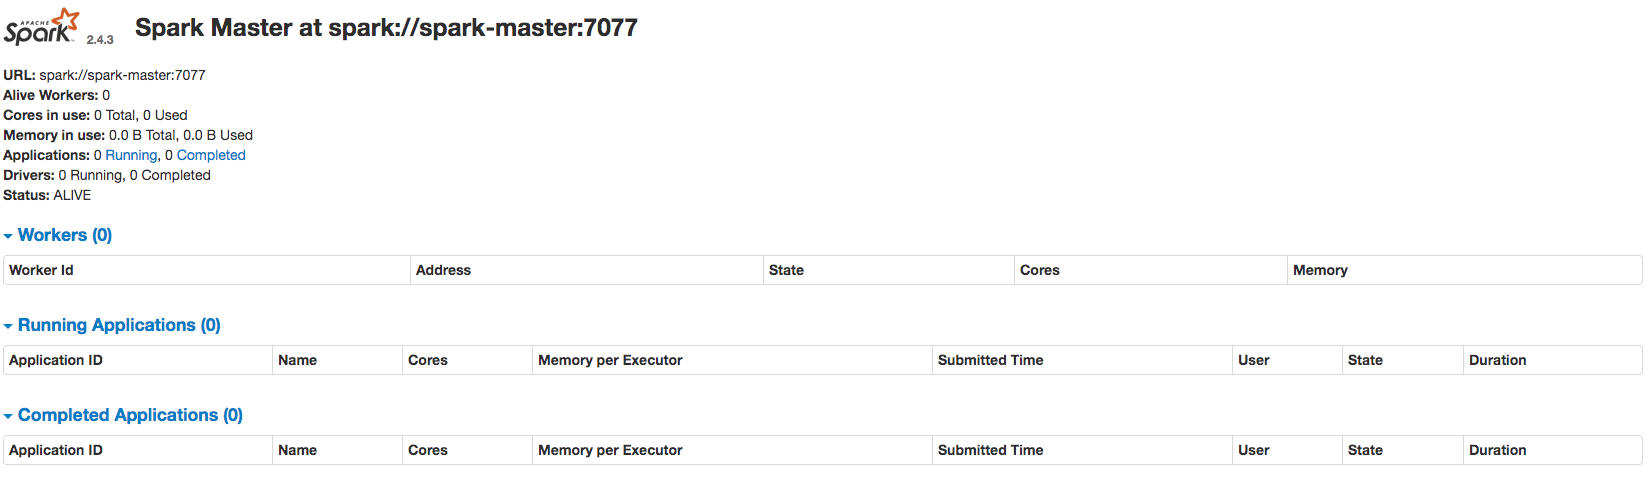 APACHE Spark 2.4.3 Spark Master at spark://spark-master:7077
URL: spark://spark-master:7077
Alive Workers: 0
Cores in use: 0 Total, 0 Used
Memory in use: 0.0 B Total, 0.0 B Used
Applications: 0 Running, 0 Completed
Drivers: 0 Running, 0 Completed
Status: ALIVE
Workers (0)
Worker Id Address State Cores Memory
Running Applications (0)
Application ID Name Cores Memory per Executor Submitted Time User State Duration
Completed Applications (0)
Application ID Name Cores Memory per Executor Submitted Time User State Duration